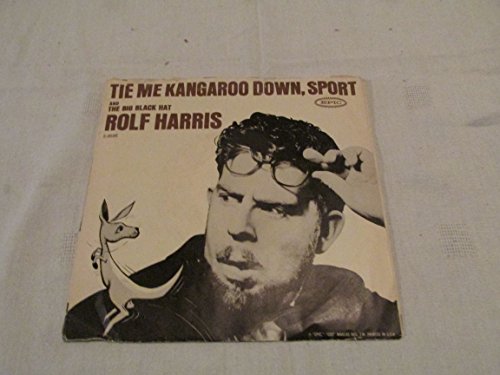 TIE ME KANGAROO DOWN, SPORT
AND
THE BIG BLACK HAT
EPIC
ROLF HARRIS